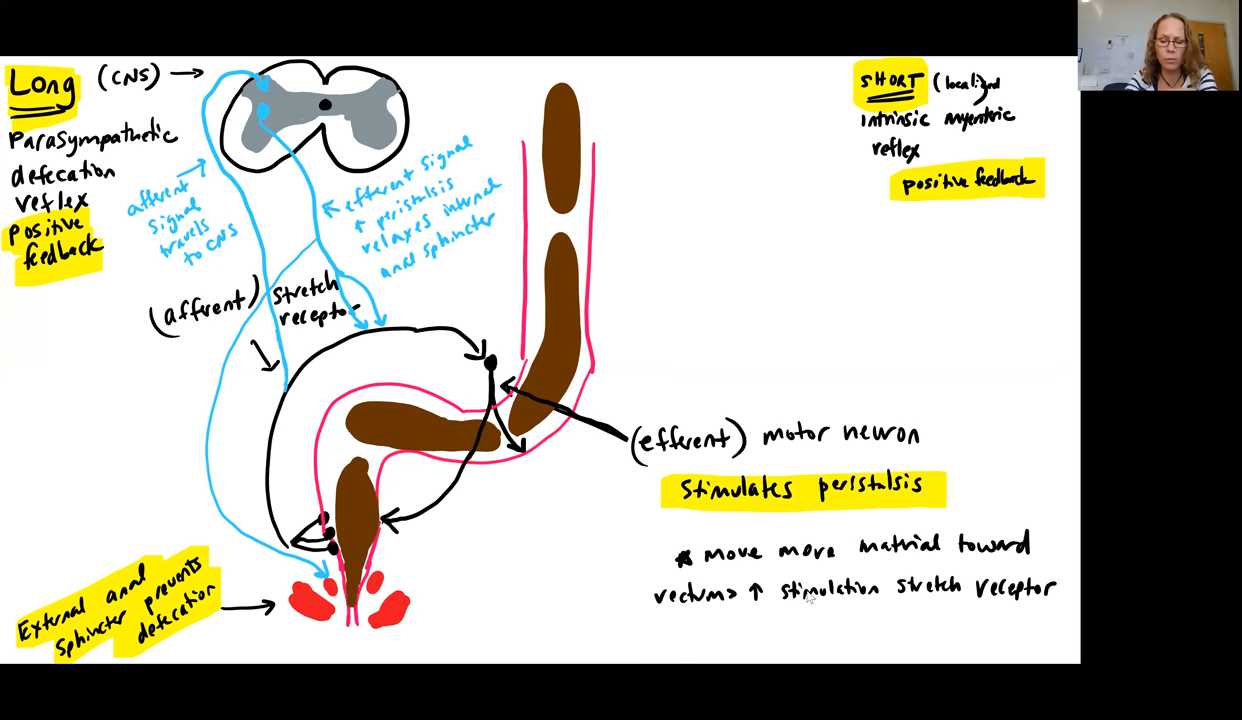 Long
(CNS) →
Parasympathetic
defecation
reflex
positive
feedback
afferent
signal
travels
to CNS
← efferent signal
↑ peristalsis
relaxes internal
anal sphincter
(afferent)
stretch
receptor
SHORT (localized
intrinsic myenteric
reflex
positive feedback
(efferent) motor neuron
Stimulates peristalsis
* move more material toward
rectum > ↑ stimulation stretch receptor
External anal
sphincter prevents
defecation